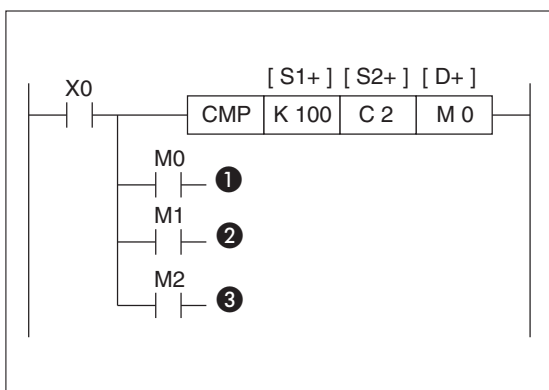 [ S1+ ] [ S2+ ] [ D+ ]
X0
CMP K 100 C 2 M 0
M0
❶
M1
❷
M2
❸